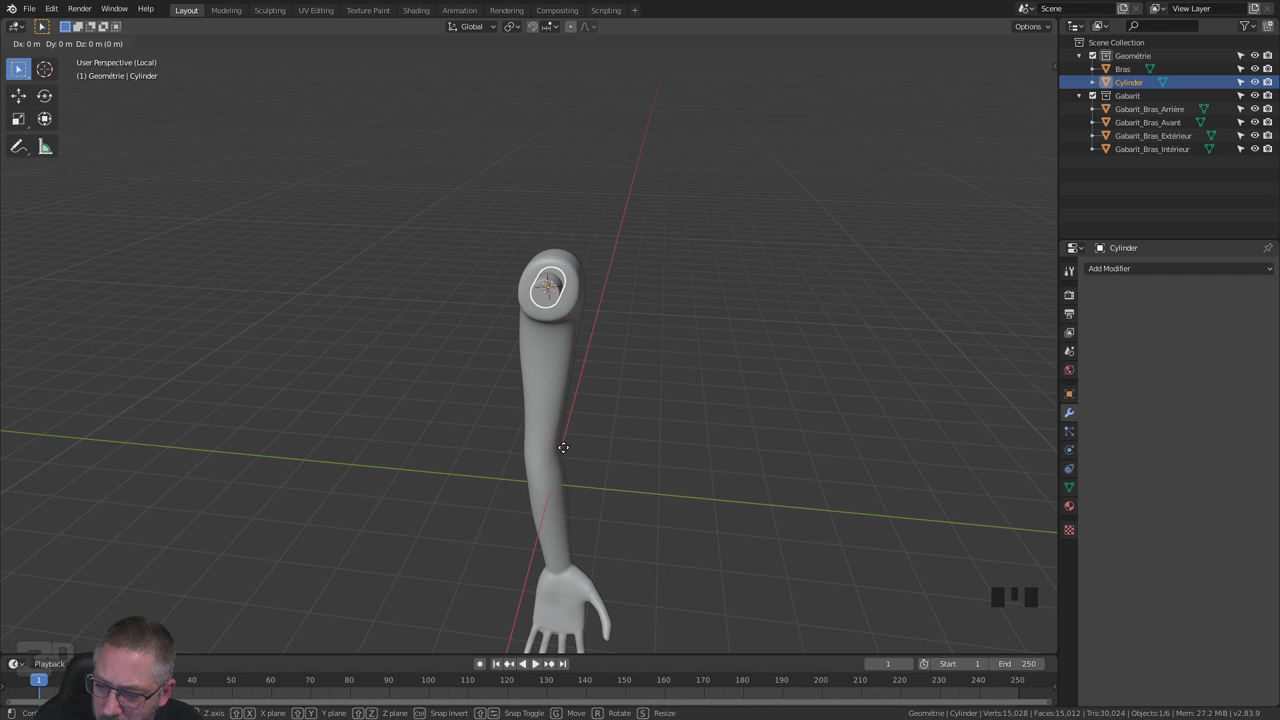 File Edit Render Window Help Layout Modeling Sculpting UV Editing Texture Paint Shading Animation Rendering Compositing Scripting + Scene View Layer
Global Options
Dx: 0 m Dy: 0 m Dz: 0 m (0 m)
User Perspective (Local)
(1) Geométrie | Cylinder
Scene Collection
Geométrie
Bras
Cylinder
Gabarit
Gabarit_Bras_Arrière
Gabarit_Bras_Avant
Gabarit_Bras_Extérieur
Gabarit_Bras_Intérieur
Cylinder
Add Modifier
Playback 1 Start 1 End 250
1 40 50 60 70 80 90 100 110 120 130 140 150 160 170 180 190 200 210 220 230 240 250
Z axis X X plane Y Y plane Z Z plane Ctrl Snap Invert Snap Toggle G Move R Rotate S Resize Geométrie | Cylinder | Verts:15,028 | Faces:15,012 | Tris:30,024 | Objects:1/6 | Mem: 27.2 MiB | v2.83.9